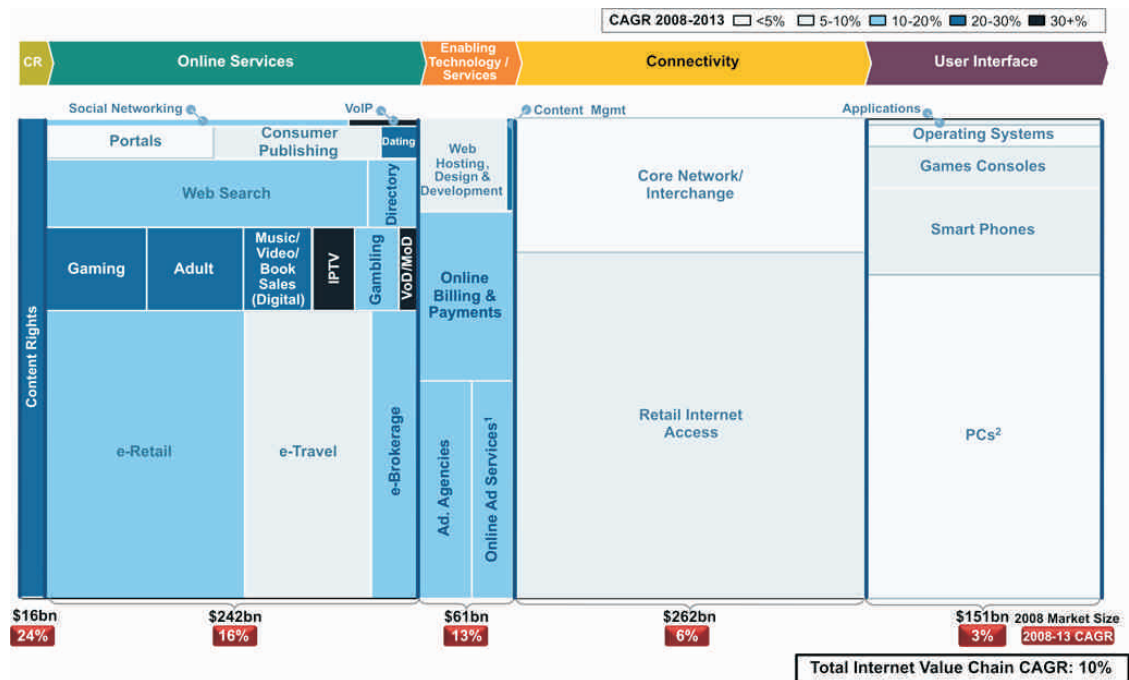 CAGR 2008-2013 <5% 5-10% 10-20% 20-30% 30+%
CR
Online Services
Enabling
Technology /
Services
Connectivity
User Interface
Social Networking
VoIP
Content Mgmt
Applications
Portals
Consumer
Publishing
Dating
Web
Hosting,
Design &
Development
Core Network/
Interchange
Operating Systems
Games Consoles
Web Search
Directory
Smart Phones
Gaming
Adult
Music/
Video/
Book
Sales
(Digital)
IPTV
Gambling
VoD/MoD
Online
Billing &
Payments
Content Rights
e-Retail
e-Travel
e-Brokerage
Ad. Agencies
Online Ad Services¹
Retail Internet
Access
PCs²
$16bn
24%
$242bn
16%
$61bn
13%
$262bn
6%
$151bn
3%
2008 Market Size
2008-13 CAGR
Total Internet Value Chain CAGR: 10%